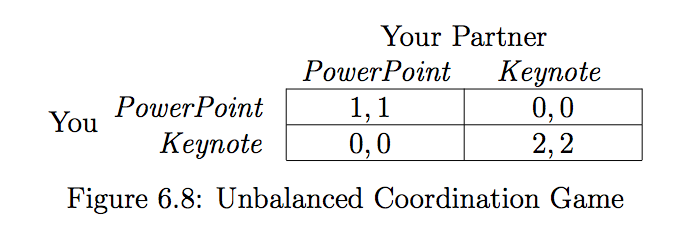 Your Partner
PowerPoint Keynote
You PowerPoint 1, 1 0, 0
Keynote 0, 0 2, 2
Figure 6.8: Unbalanced Coordination Game